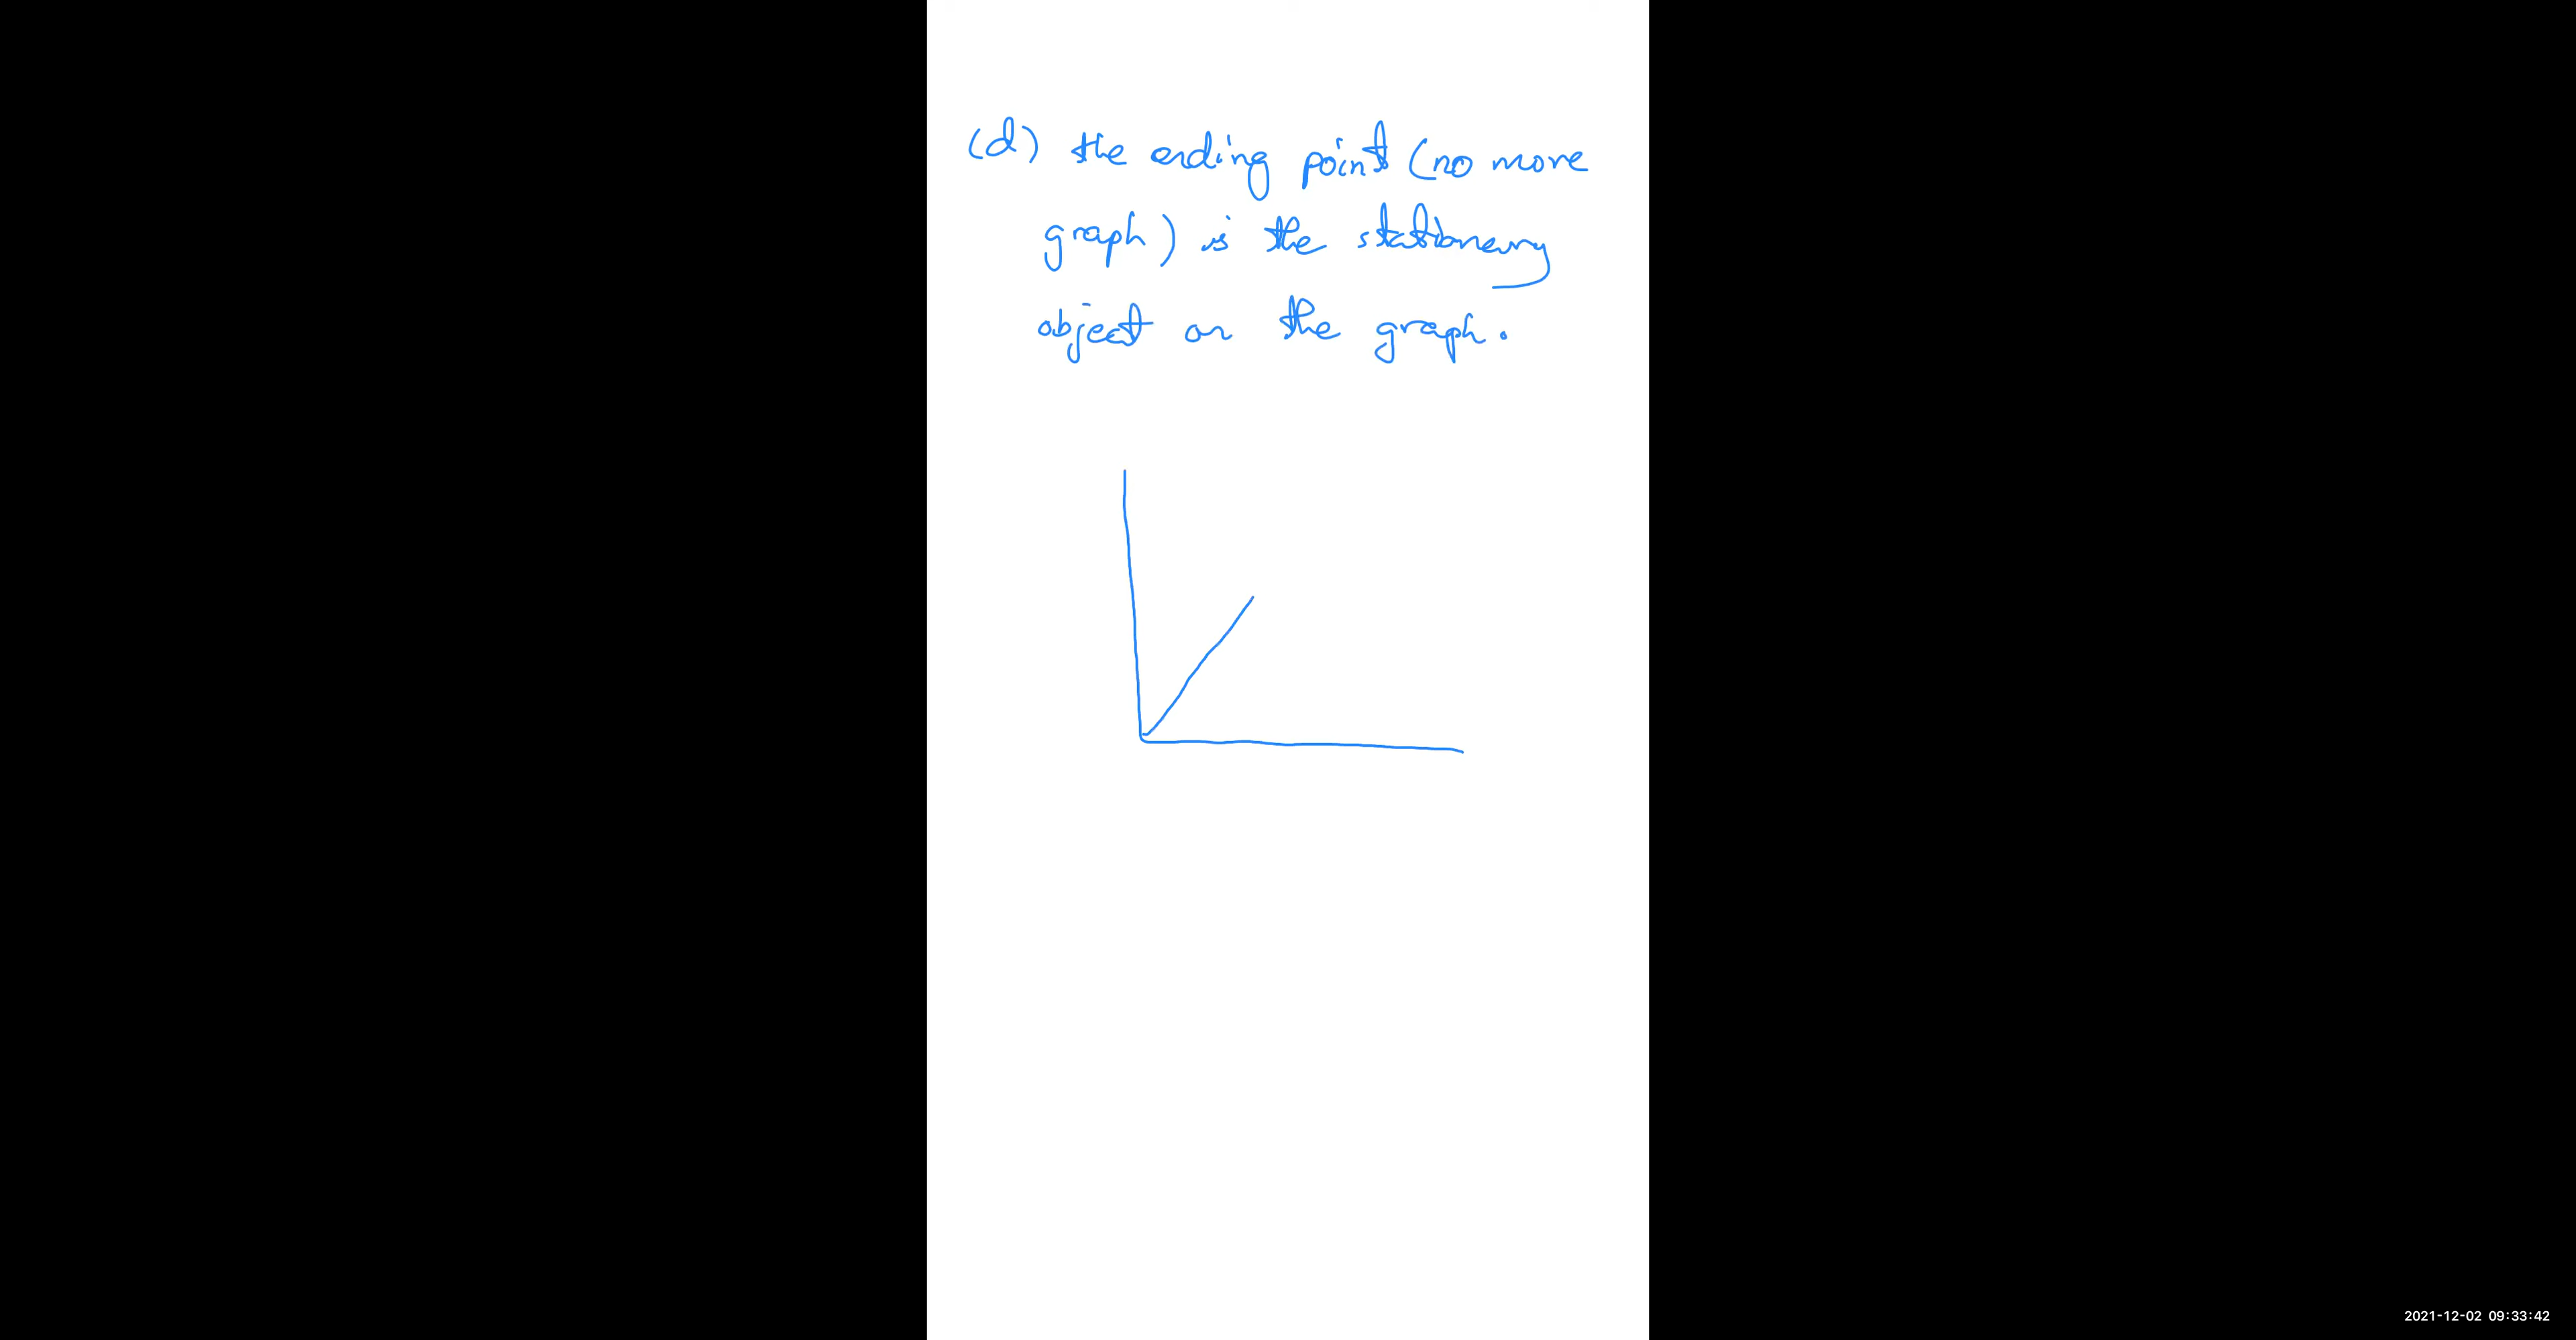 (d) the ending point (no more
graph) is the stationary
object on the graph.
2021-12-02 09:33:42